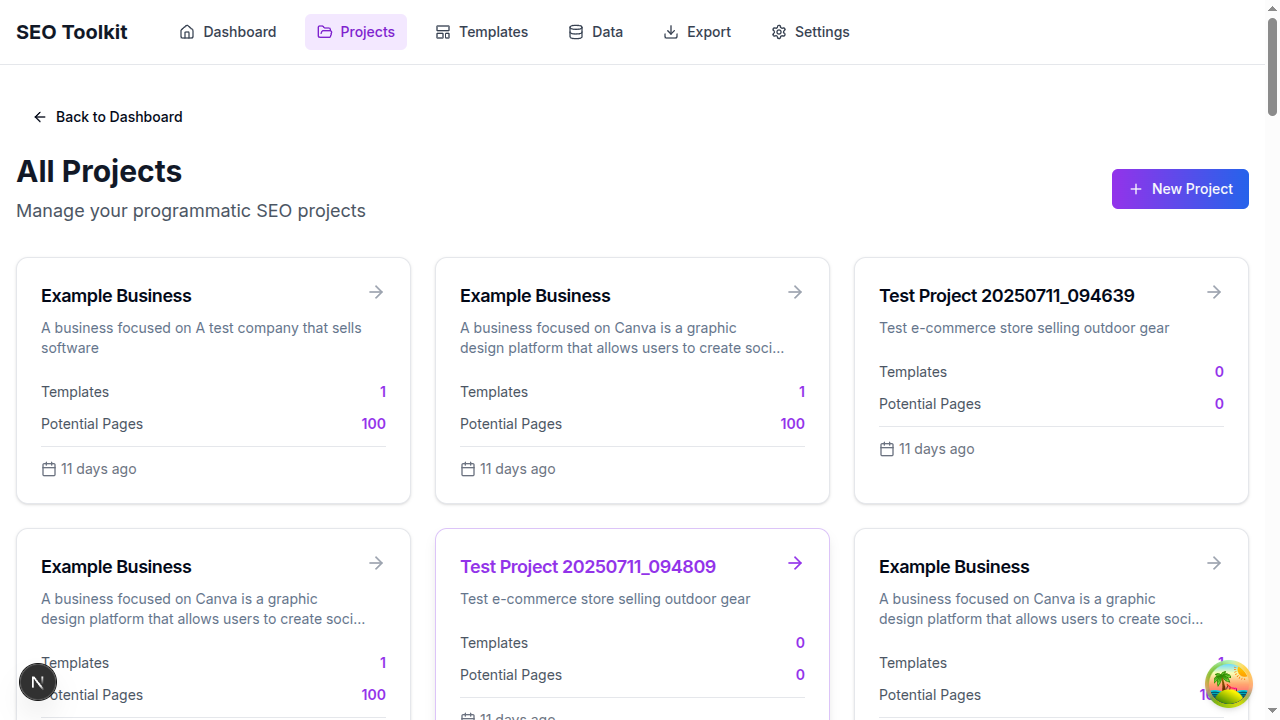 SEO Toolkit
Dashboard
Projects
Templates
Data
Export
Settings
Back to Dashboard
All Projects
Manage your programmatic SEO projects
New Project
Example Business
A business focused on A test company that sells
software
Templates 1
Potential Pages 100
11 days ago
Example Business
A business focused on Canva is a graphic
design platform that allows users to create soci...
Templates 1
Potential Pages 100
11 days ago
Test Project 20250711_094639
Test e-commerce store selling outdoor gear
Templates 0
Potential Pages 0
11 days ago
Example Business
A business focused on Canva is a graphic
design platform that allows users to create soci...
Templates 1
Potential Pages 100
N
Test Project 20250711_094809
Test e-commerce store selling outdoor gear
Templates 0
Potential Pages 0
11 days ago
Example Business
A business focused on Canva is a graphic
design platform that allows users to create soci...
Templates 1
Potential Pages